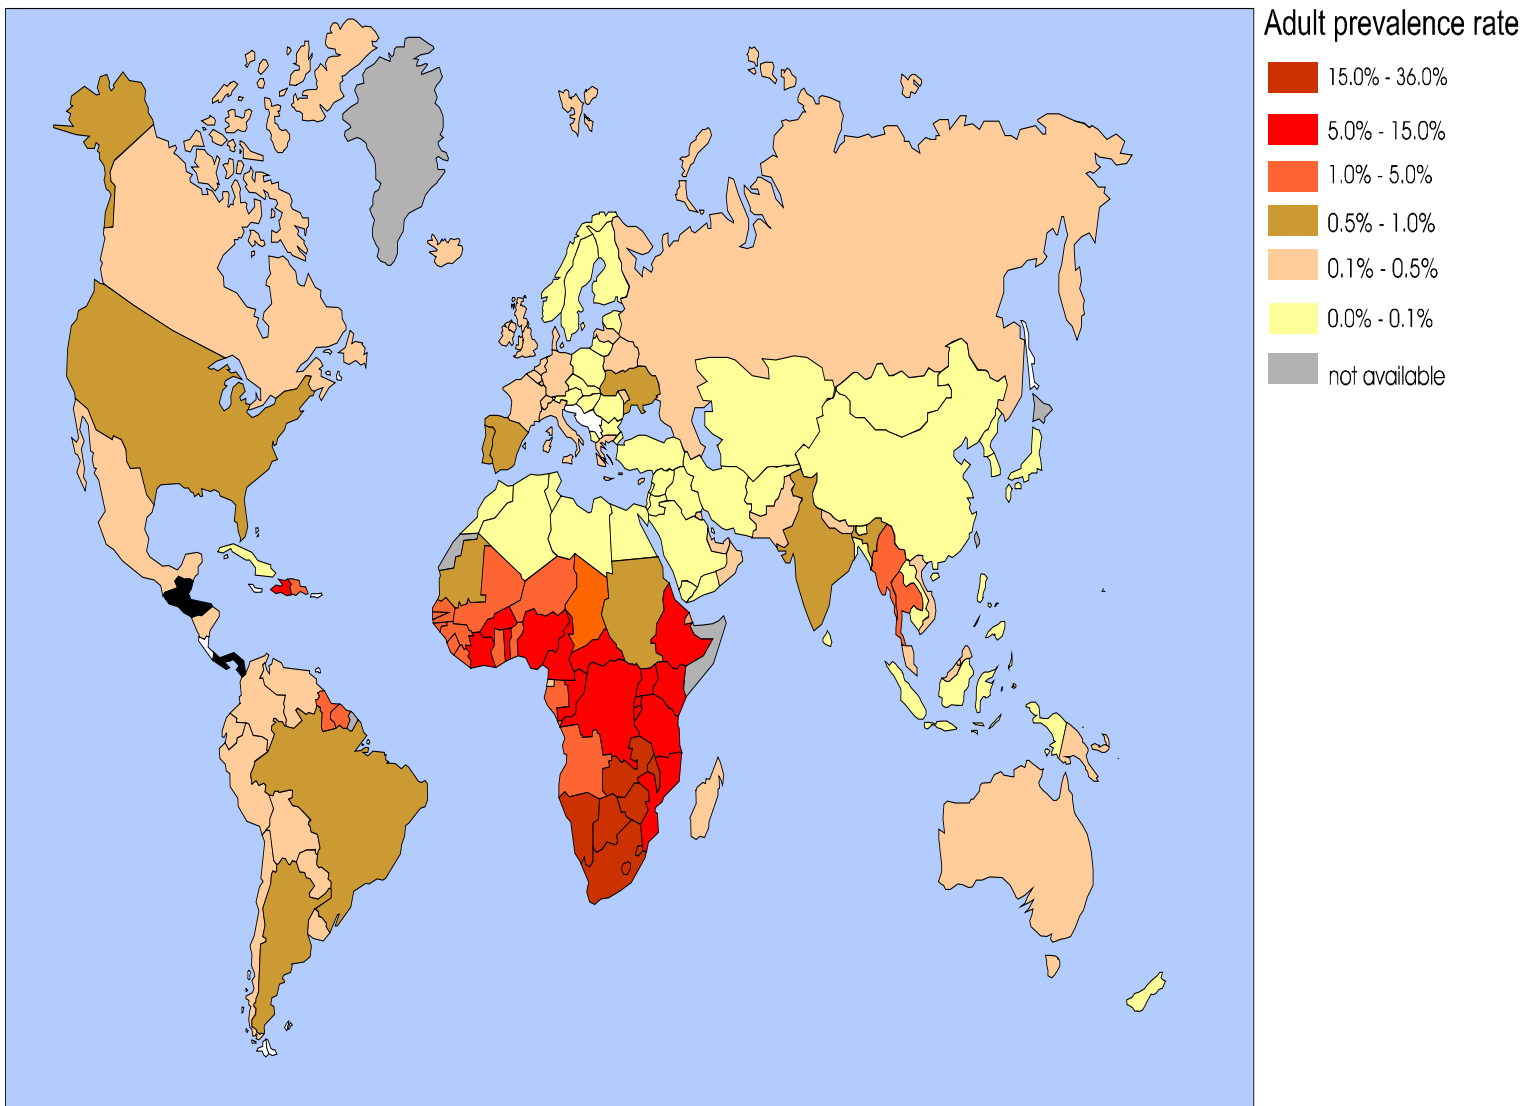 Adult prevalence rate
15.0% - 36.0%
5.0% - 15.0%
1.0% - 5.0%
0.5% - 1.0%
0.1% - 0.5%
0.0% - 0.1%
not available